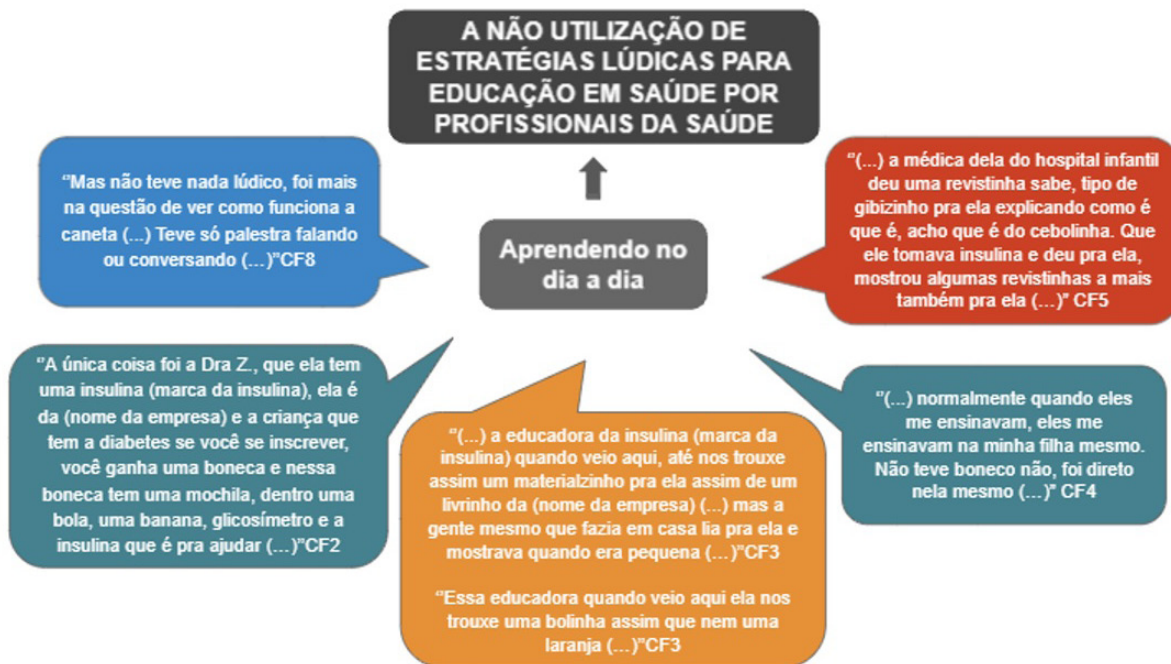 A NÃO UTILIZAÇÃO DE
ESTRATÉGIAS LÚDICAS PARA
EDUCAÇÃO EM SAÚDE POR
PROFISSIONAIS DA SAÚDE
Aprendendo no
dia a dia
"Mas não teve nada lúdico, foi mais
na questão de ver como funciona a
caneta (...) Teve só palestra falando
ou conversando (...)"CF8
"(...) a médica dela do hospital infantil
deu uma revistinha sabe, tipo de
gibizinho pra ela explicando como é
que é, acho que é do cebolinha. Que
ele tomava insulina e deu pra ela,
mostrou algumas revistinhas a mais
também pra ela (...)" CF5
"A única coisa foi a Dra Z., que ela tem
uma insulina (marca da insulina), ela é
da (nome da empresa) e a criança que
tem a diabetes se você se inscrever,
você ganha uma boneca e nessa
boneca tem uma mochila, dentro uma
bola, uma banana, glicosímetro e a
insulina que é pra ajudar (...)"CF2
"(...) a educadora da insulina (marca da
insulina) quando veio aqui, até nos trouxe
assim um materialzinho pra ela assim de um
livrinho da (nome da empresa) (...) mas a
gente mesmo que fazia em casa lia pra ela e
mostrava quando era pequena (...)"CF3
"Essa educadora quando veio aqui ela nos
trouxe uma bolinha assim que nem uma
laranja (...)"CF3
"(...) normalmente quando eles
me ensinavam, eles me
ensinavam na minha filha mesmo.
Não teve boneco não, foi direto
nela mesmo (...)" CF4